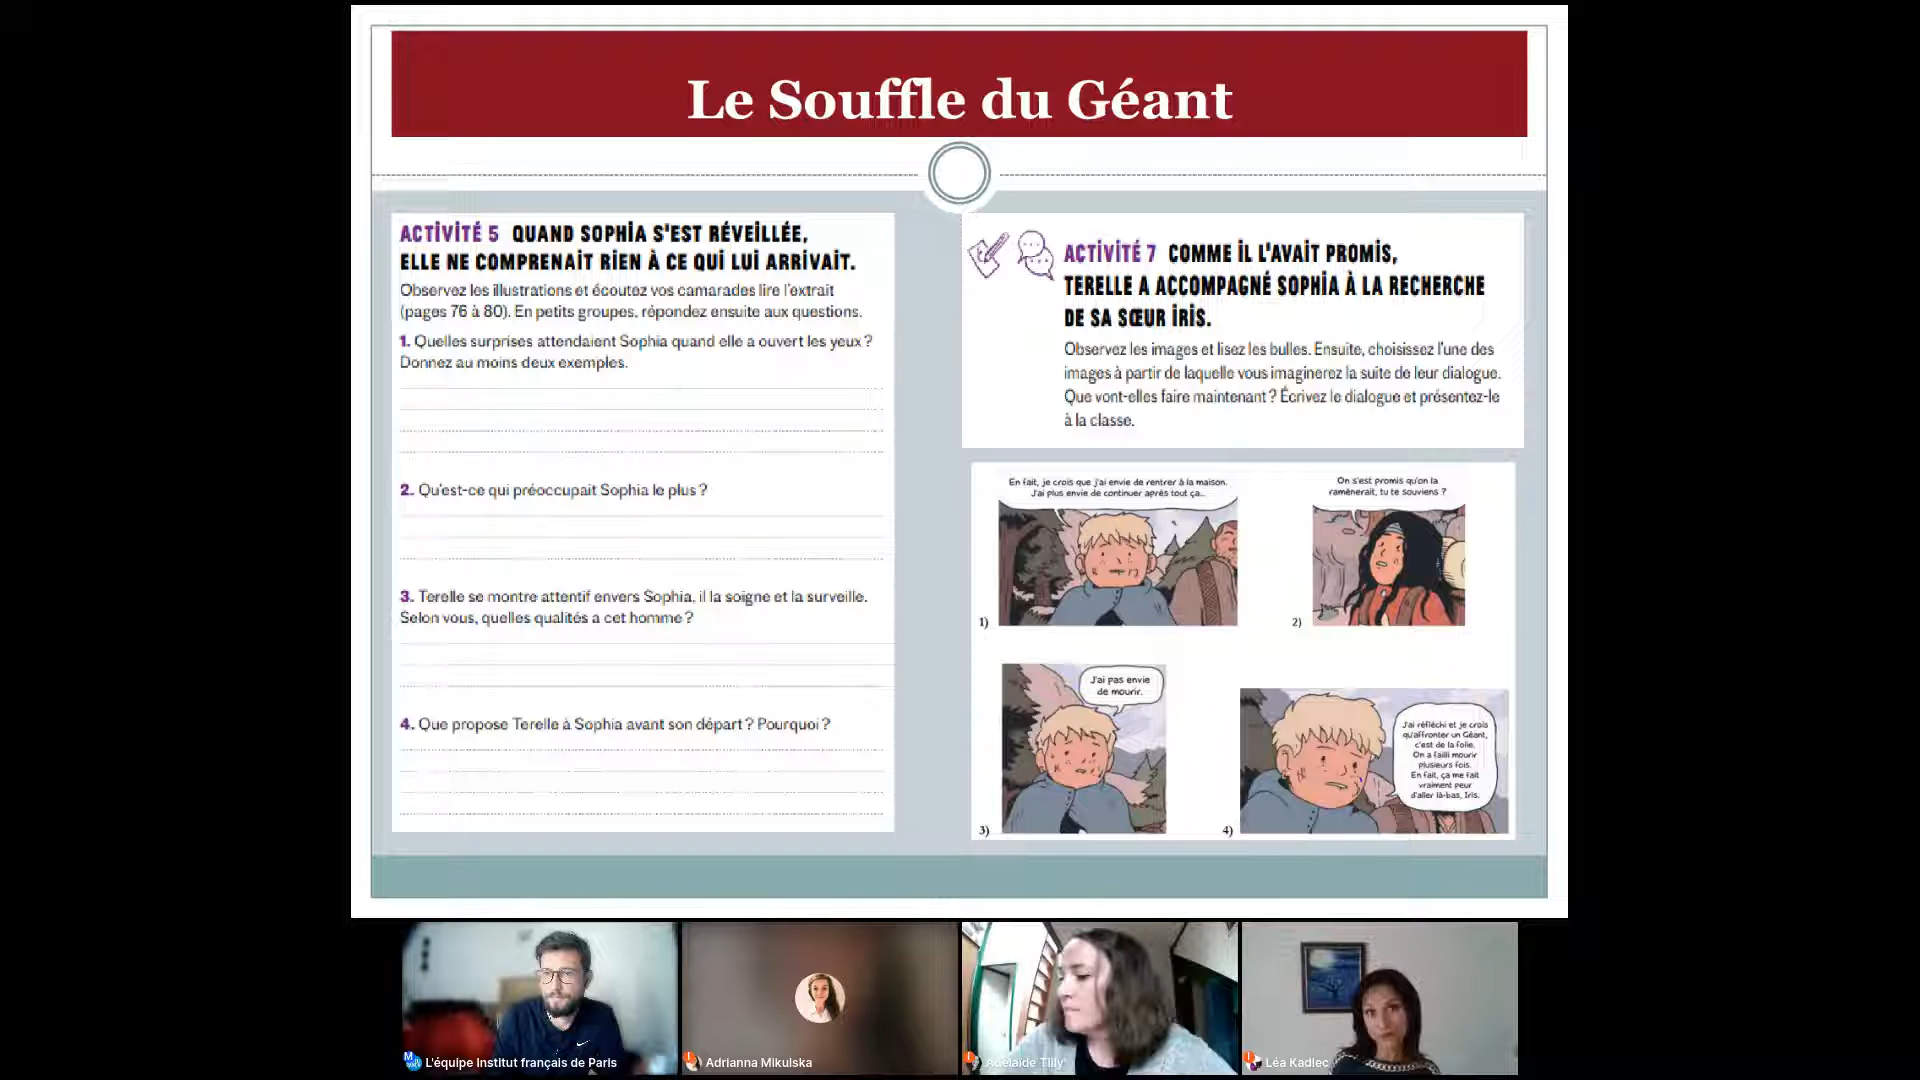 Le Souffle du Géant
ACTIVITÉ 5 QUAND SOPHIA S'EST RÉVEILLÉE,
ELLE NE COMPRENAIT RIEN À CE QUI LUI ARRIVAIT.
Observez les illustrations et écoutez vos camarades lire l'extrait
(pages 76 à 80). En petits groupes, répondez ensuite aux questions.
1. Quelles surprises attendaient Sophia quand elle a ouvert les yeux ?
Donnez au moins deux exemples.
2. Qu'est-ce qui préoccupait Sophia le plus ?
3. Terelle se montre attentif envers Sophia, il la soigne et la surveille.
Selon vous, quelles qualités a cet homme ?
4. Que propose Terelle à Sophia avant son départ ? Pourquoi ?
ACTIVITÉ 7 COMME IL L'AVAIT PROMIS,
TERELLE A ACCOMPAGNÉ SOPHIA À LA RECHERCHE
DE SA SŒUR IRIS.
Observez les images et lisez les bulles. Ensuite, choisissez l'une des
images à partir de laquelle vous imaginerez la suite de leur dialogue.
Que vont-elles faire maintenant ? Écrivez le dialogue et présentez-le
à la classe.
En fait, je crois que j'ai envie de rentrer à la maison.
J'ai plus envie de continuer après tout ça...
1)
On s'est promis qu'on la
ramènerait, tu te souviens ?
2)
J'ai pas envie
de mourir.
3)
J'ai réfléchi et je crois
qu'affronter un Géant,
c'est de la folie.
On a failli mourir
plusieurs fois.
En fait, ça me fait
vraiment peur
d'aller là-bas, Iris.
4)
L'équipe Institut français de Paris
Adrianna Mikulska
Adélaïde Tilly
Léa Kadlec